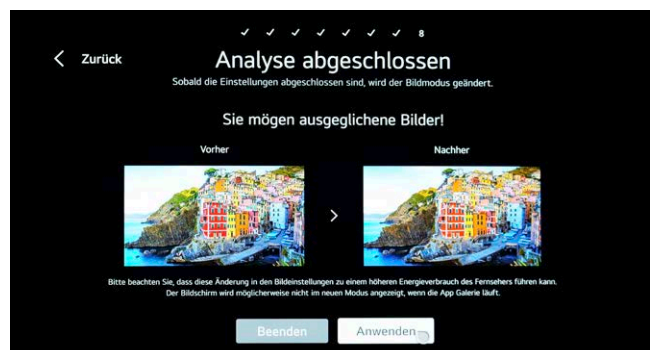 ✓ ✓ ✓ ✓ ✓ ✓ ✓ 8
Zurück
Analyse abgeschlossen
Sobald die Einstellungen abgeschlossen sind, wird der Bildmodus geändert.
Sie mögen ausgeglichene Bilder!
Vorher
Nachher
Bitte beachten Sie, dass diese Änderung in den Bildeinstellungen zu einem höheren Energieverbrauch des Fernsehers führen kann.
Der Bildschirm wird möglicherweise nicht im neuen Modus angezeigt, wenn die App Galerie läuft.
Beenden
Anwenden